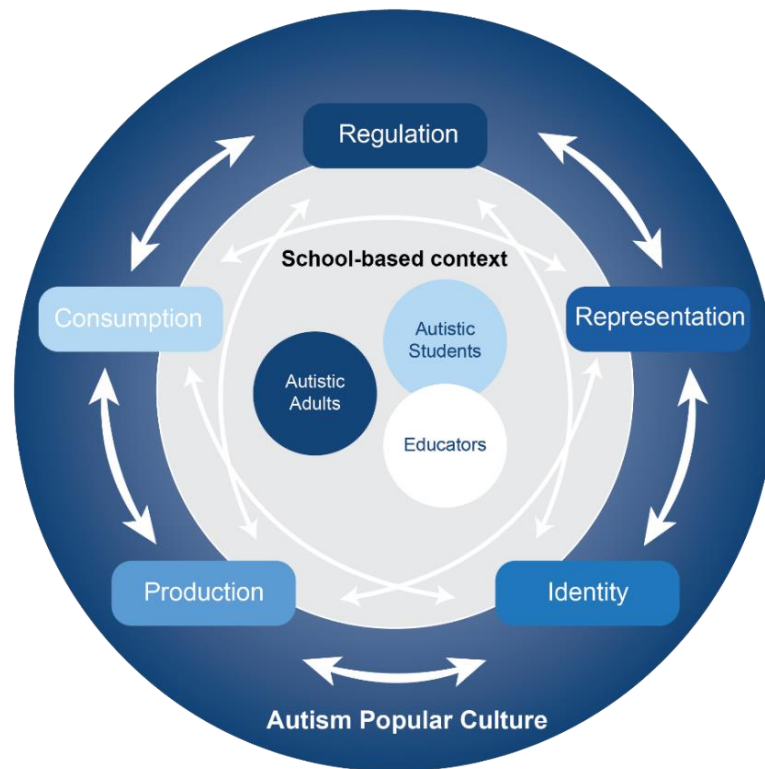 Regulation
School-based context
Consumption
Representation
Autistic
Students
Autistic
Adults
Educators
Production
Identity
Autism Popular Culture